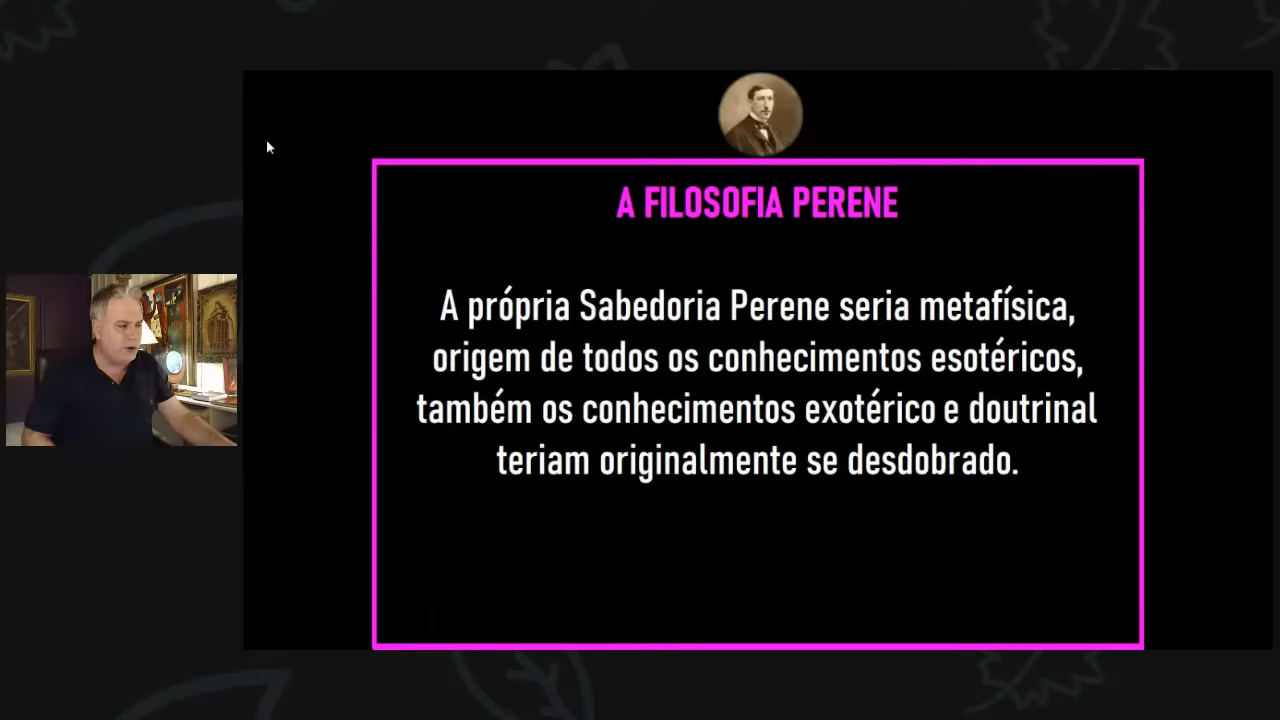 A FILOSOFIA PERENE
A própria Sabedoria Perene seria metafísica,
origem de todos os conhecimentos esotéricos,
também os conhecimentos exotérico e doutrinal
teriam originalmente se desdobrado.